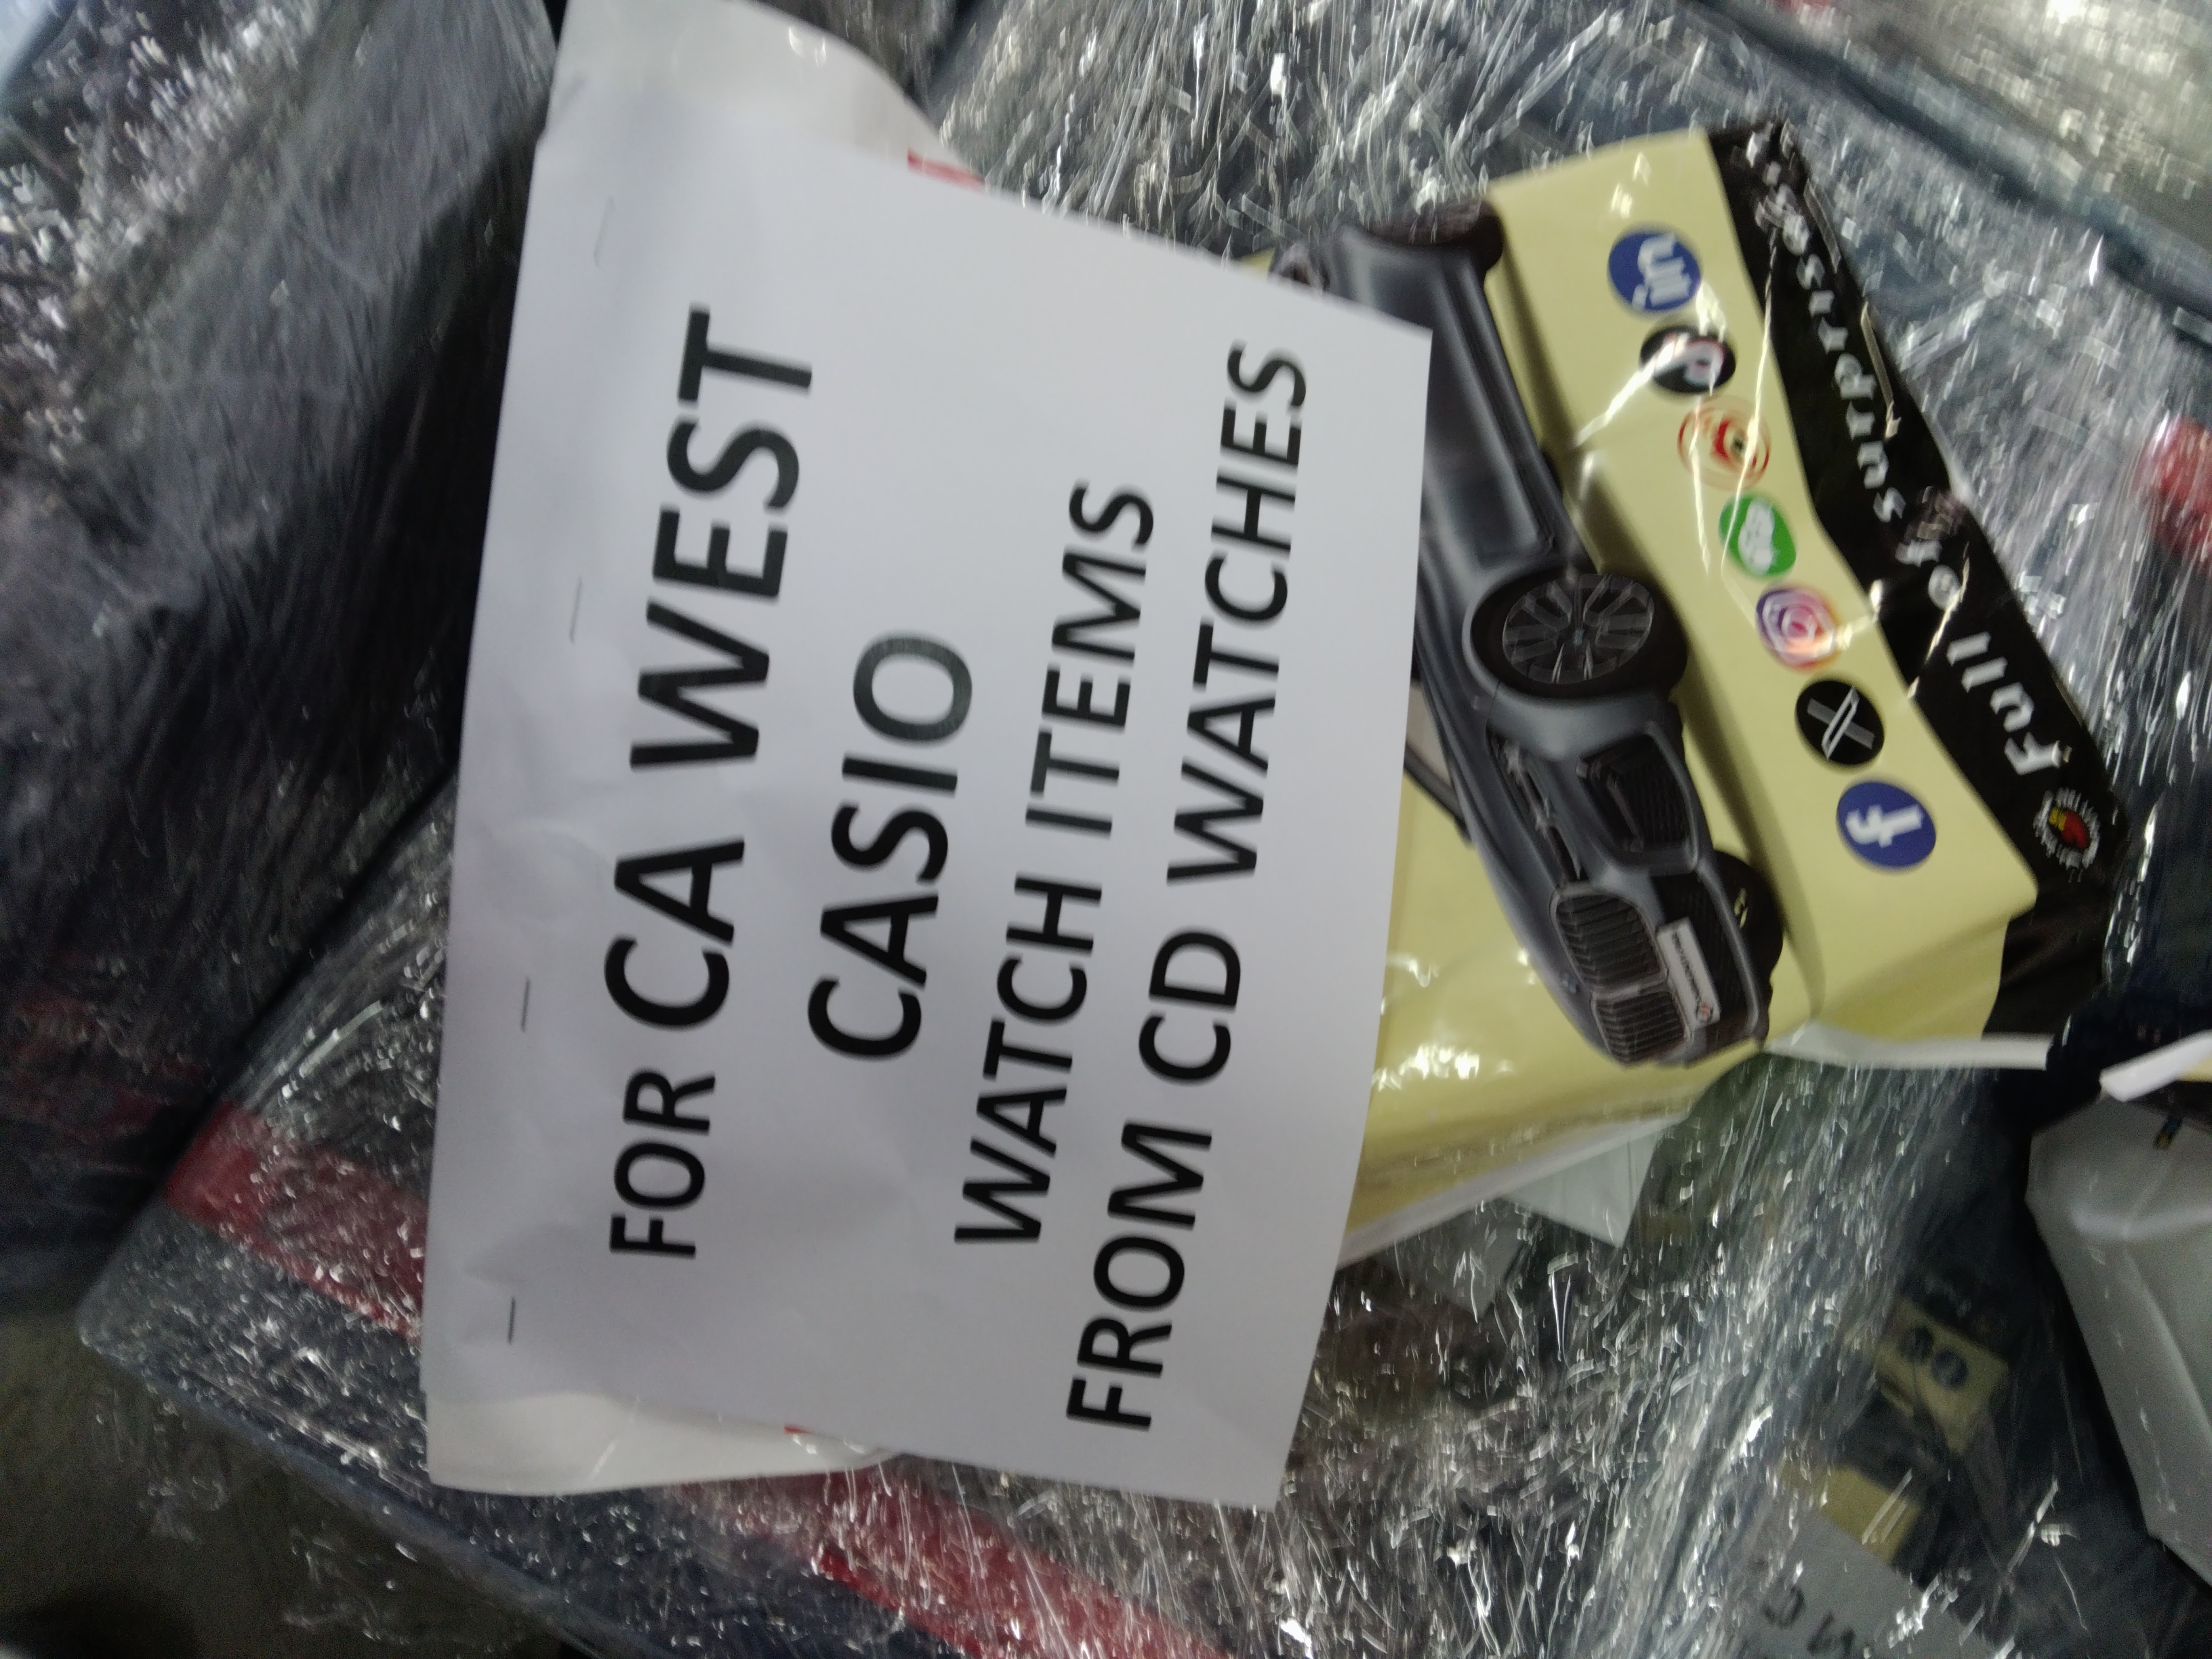 FOR CA WEST
CASIO
WATCH ITEMS
FROM CD WATCHES
Full of surprises.